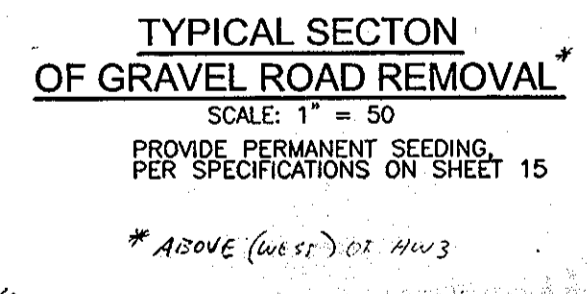 TYPICAL SECTON
OF GRAVEL ROAD REMOVAL*
SCALE: 1" = 50
PROVIDE PERMANENT SEEDING,
PER SPECIFICATIONS ON SHEET 15
* ABOVE (WEST) OF HW3